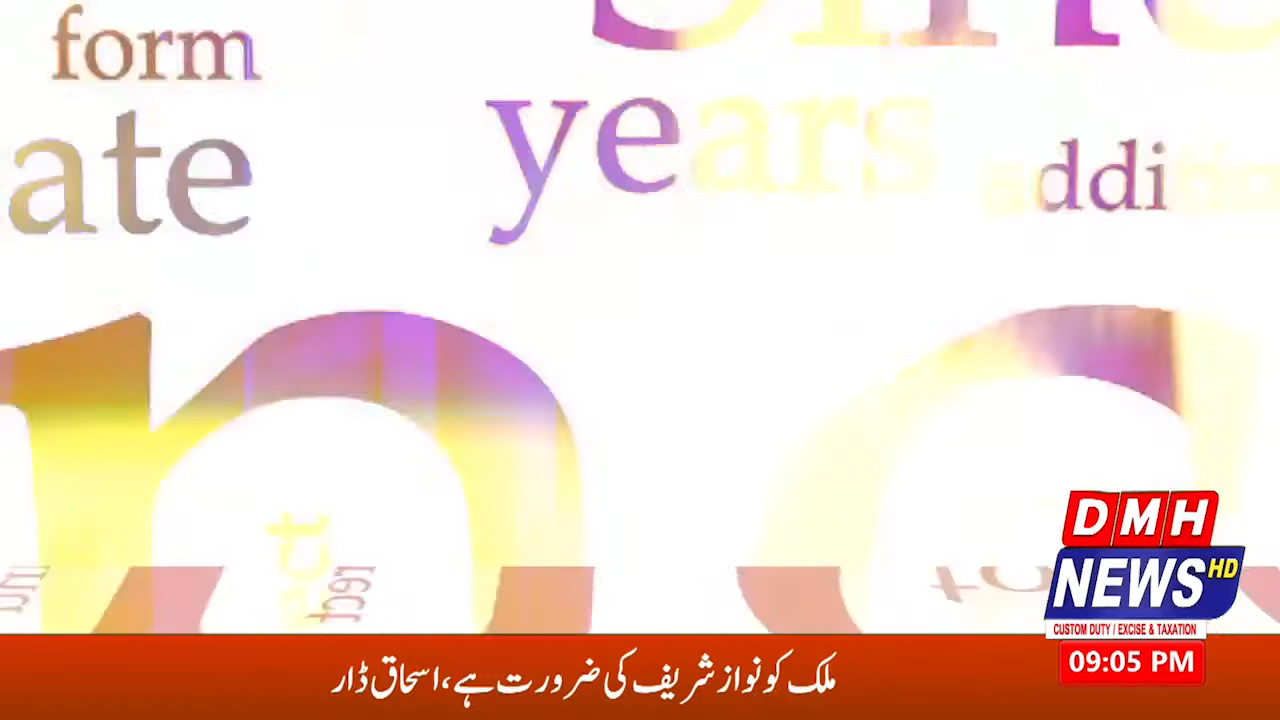 form
years
ate
ddi
DMH
NEWS HD
CUSTOM DUTY / EXCISE & TAXATION
09:05 PM
ملک کو نواز شریف کی ضرورت ہے، اسحاق ڈار